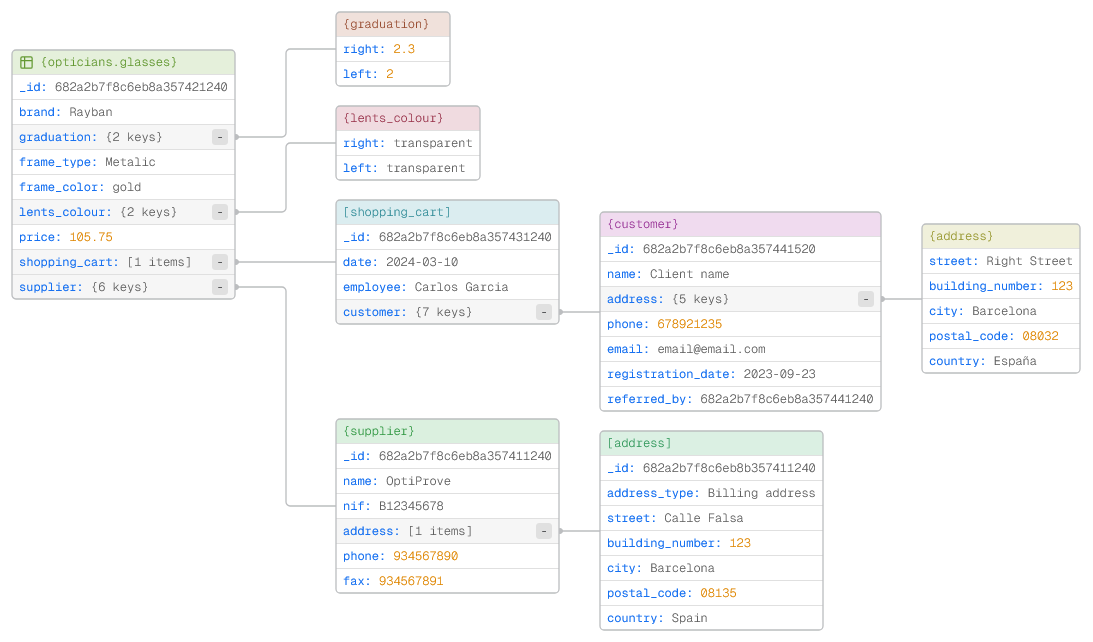 {opticians.glasses}
_id: 682a2b7f8c6eb8a357421240
brand: Rayban
graduation: {2 keys} -
frame_type: Metalic
frame_color: gold
lents_colour: {2 keys} -
price: 105.75
shopping_cart: [1 items] -
supplier: {6 keys} -
{graduation}
right: 2.3
left: 2
{lents_colour}
right: transparent
left: transparent
[shopping_cart]
_id: 682a2b7f8c6eb8a357431240
date: 2024-03-10
employee: Carlos Garcia
customer: {7 keys} -
{customer}
_id: 682a2b7f8c6eb8a357441520
name: Client name
address: {5 keys} -
phone: 678921235
email: email@email.com
registration_date: 2023-09-23
referred_by: 682a2b7f8c6eb8a357441240
{address}
street: Right Street
building_number: 123
city: Barcelona
postal_code: 08032
country: España
{supplier}
_id: 682a2b7f8c6eb8a357411240
name: OptiProve
nif: B12345678
address: [1 items] -
phone: 934567890
fax: 934567891
[address]
_id: 682a2b7f8c6eb8b357411240
address_type: Billing address
street: Calle Falsa
building_number: 123
city: Barcelona
postal_code: 08135
country: Spain